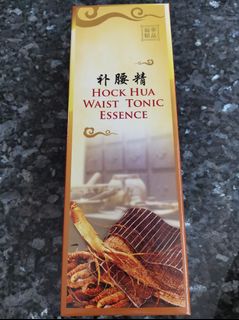 补腰精
HOCK HUA
WAIST TONIC
ESSENCE